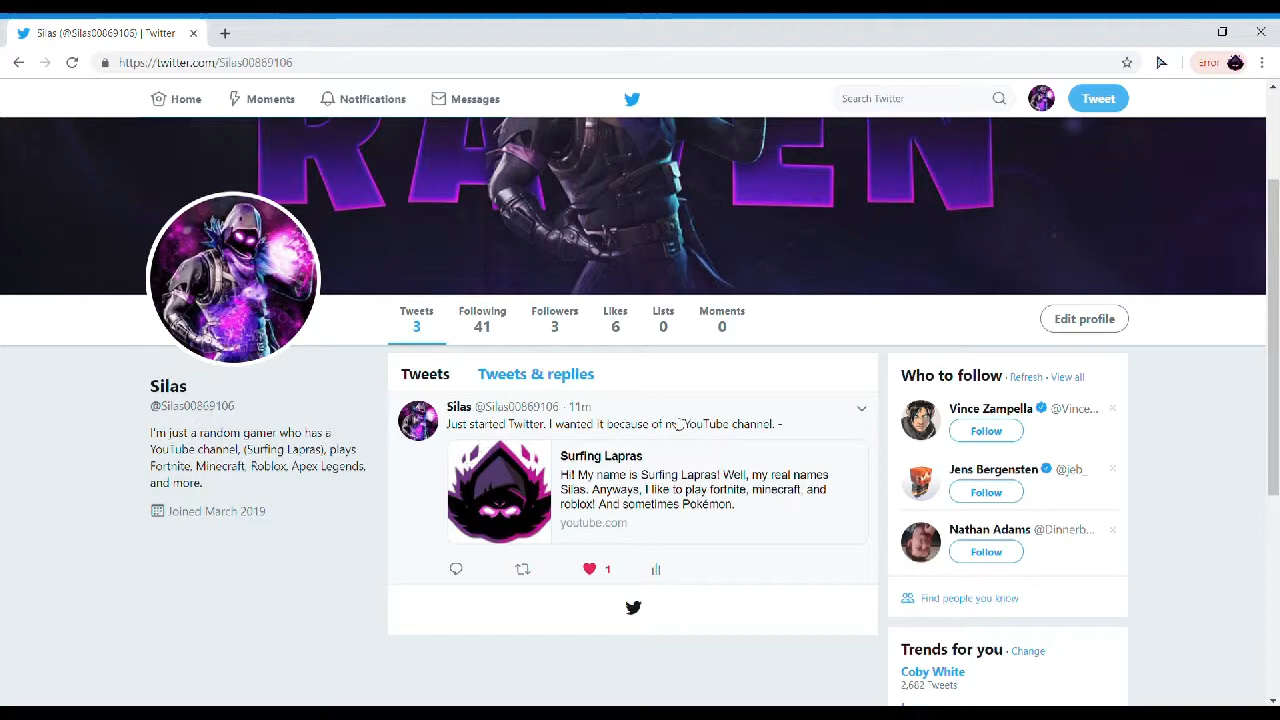 Silas (@Silas00869106) | Twitter
https://twitter.com/Silas00869106
Error
Home
Moments
Notifications
Messages
Search Twitter
Tweet
RAVEN
Tweets
3
Following
41
Followers
3
Likes
6
Lists
0
Moments
0
Edit profile
Silas
@Silas00869106
I'm just a random gamer who has a
YouTube channel, (Surfing Lapras), plays
Fortnite, Minecraft, Roblox, Apex Legends,
and more.
Joined March 2019
Tweets Tweets & replies
Silas @Silas00869106 · 11m
Just started Twitter. I wanted it because of my YouTube channel. -
Surfing Lapras
Hi! My name is Surfing Lapras! Well, my real names
Silas. Anyways, I like to play fortnite, minecraft, and
roblox! And sometimes Pokémon.
youtube.com
1
Who to follow · Refresh · View all
Vince Zampella @Vince...
Follow
Jens Bergensten @jeb_
Follow
Nathan Adams @Dinnerb...
Follow
Find people you know
Trends for you · Change
Coby White
2,682 Tweets